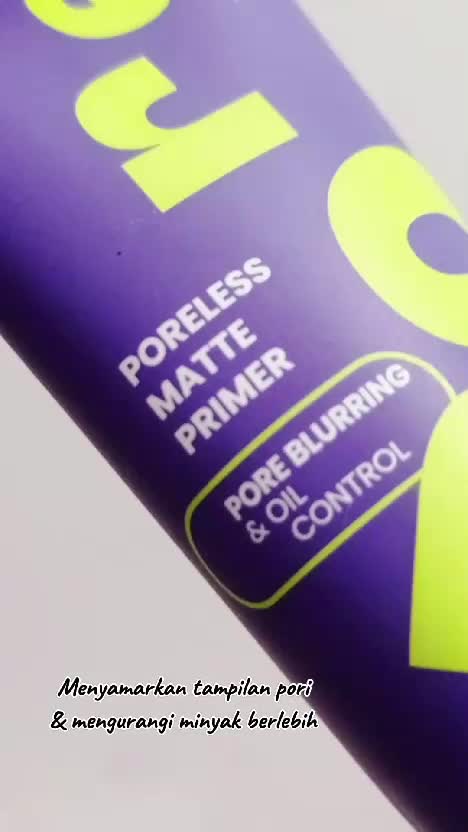 PORELESS
MATTE
PRIMER
PORE BLURRING
& OIL
CONTROL
Menyamarkan tampilan pori
& mengurangi minyak berlebih